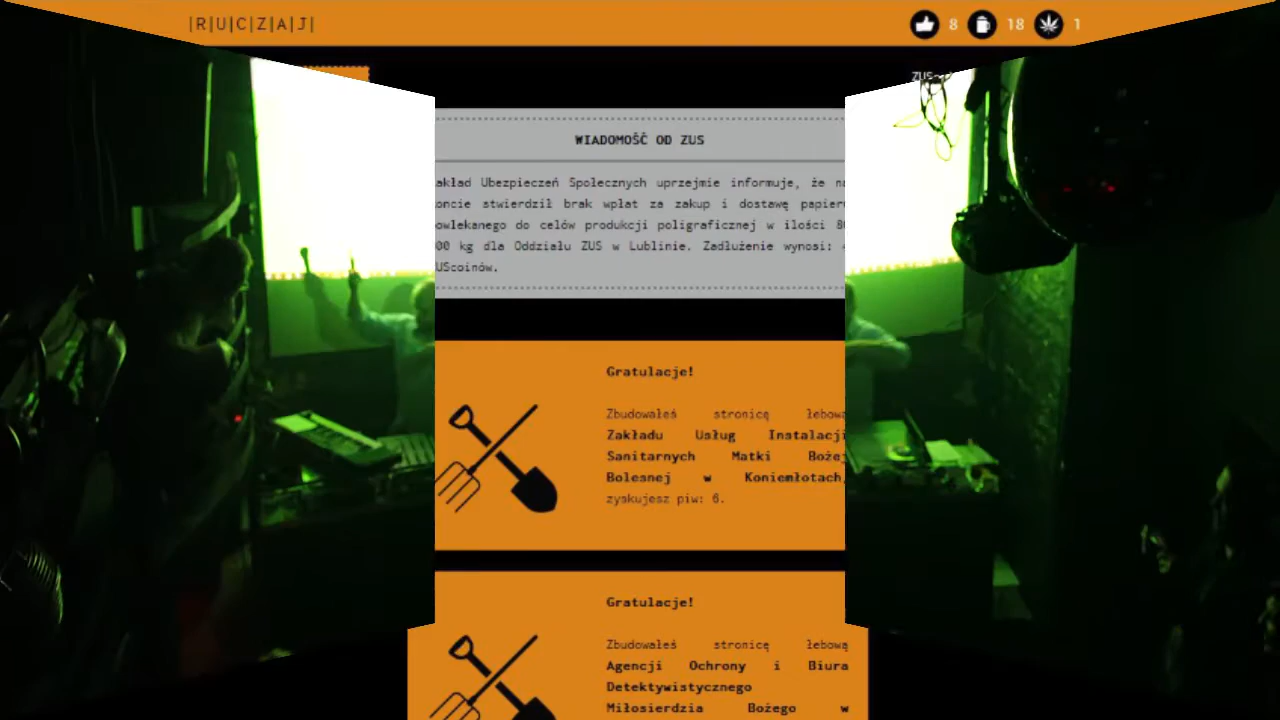 |R|U|C|Z|A|J|
8 18 1
WIADOMOŚĆ OD ZUS
akład Ubezpieczeń Społecznych uprzejmie informuje, że na
oncie stwierdził brak wpłat za zakup i dostawę papieru
owlekanego do celów produkcji poligraficznej w ilości 80
00 kg dla Oddziału ZUS w Lublinie. Zadłużenie wynosi: 4
UScoinów.
Gratulacje!
Zbudowałeś stronicę łebową
Zakładu Usług Instalacji
Sanitarnych Matki Bożej
Bolesnej w Koniemłotach,
zyskujesz piw: 6.
Gratulacje!
Zbudowałeś stronicę łebową
Agencji Ochrony i Biura
Detektywistycznego
Miłosierdzia Bożego w